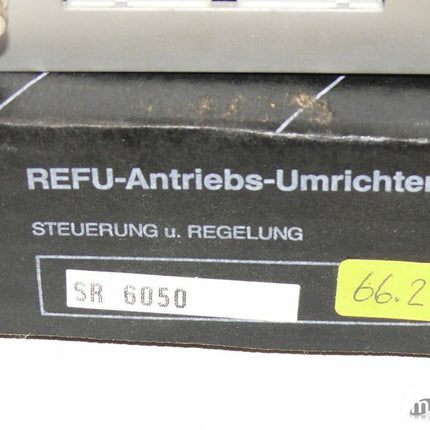 REFU-Antriebs-Umrichter
STEUERUNG u. REGELUNG
SR 6050
66.2